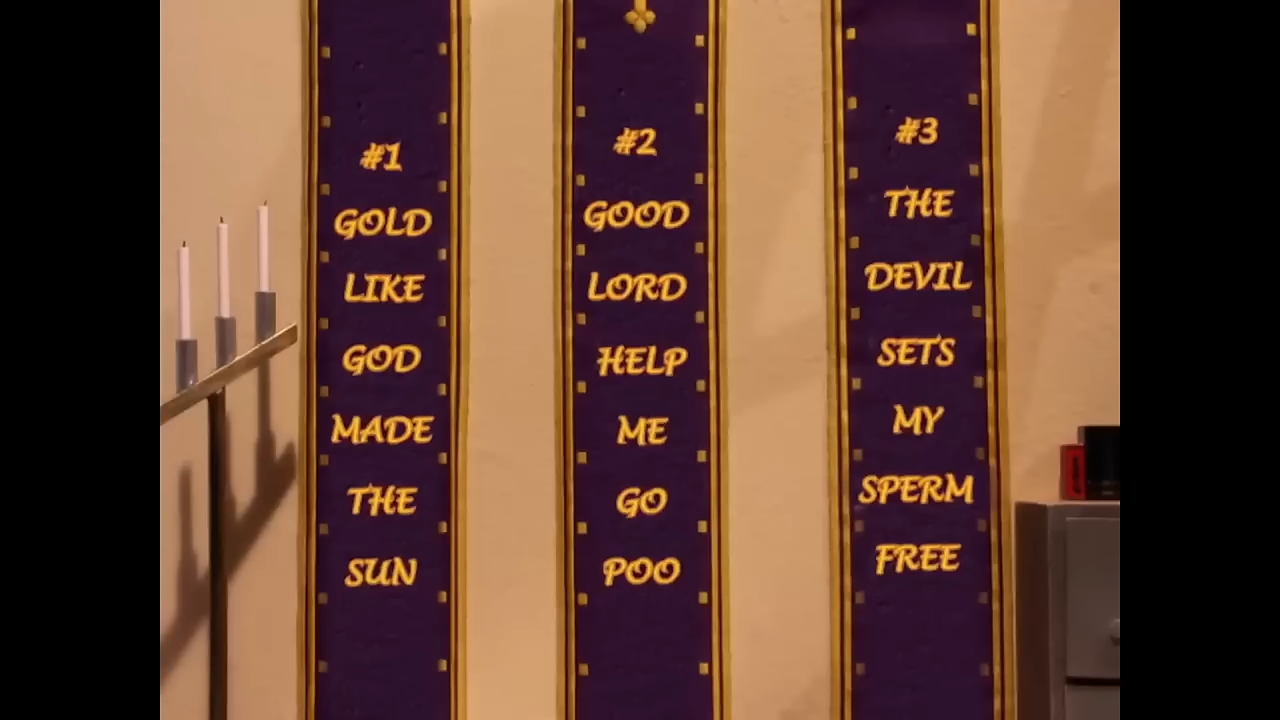 #1
GOLD
LIKE
GOD
MADE
THE
SUN
#2
GOOD
LORD
HELP
ME
GO
POO
#3
THE
DEVIL
SETS
MY
SPERM
FREE